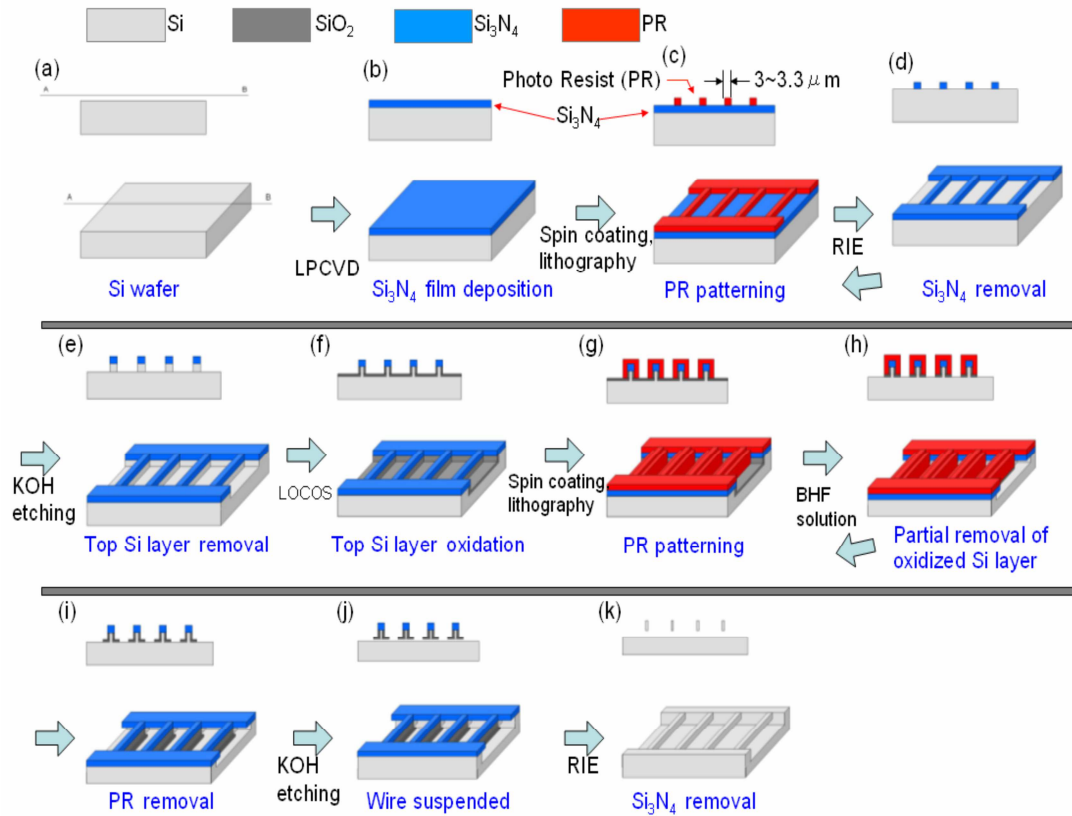 Si SiO₂ Si₃N₄ PR
(a) (b) (c) (d)
Photo Resist (PR) 3~3.3 μm
A B
Si₃N₄
A B
LPCVD
Spin coating,
lithography
RIE
Si wafer
Si₃N₄ film deposition
PR patterning
Si₃N₄ removal
(e) (f) (g) (h)
KOH
etching
LOCOS
Spin coating,
lithography
BHF
solution
Top Si layer removal
Top Si layer oxidation
PR patterning
Partial removal of
oxidized Si layer
(i) (j) (k)
KOH
etching
RIE
PR removal
Wire suspended
Si₃N₄ removal